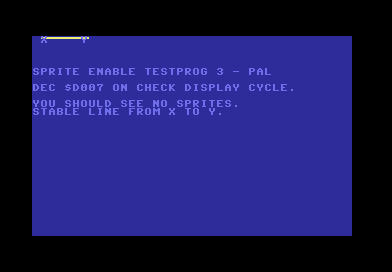 X Y
SPRITE ENABLE TESTPROG 3 - PAL
DEC $D007 ON CHECK DISPLAY CYCLE.
YOU SHOULD SEE NO SPRITES.
STABLE LINE FROM X TO Y.